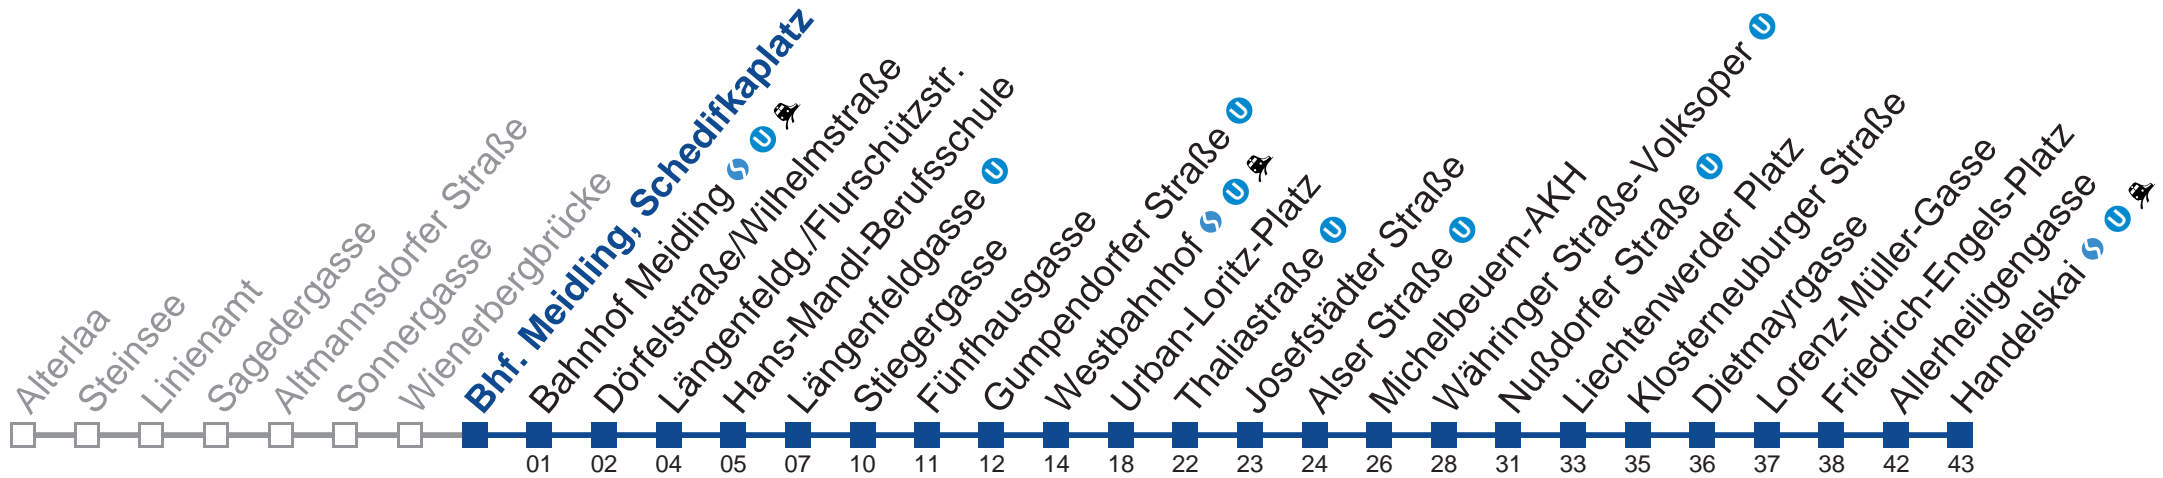 Alterlaa
Steinsee
Linienamt
Sagedergasse
Altmannsdorfer Straße
Sonnergasse
Wienerbergbrücke
Bhf. Meidling, Schedifkaplatz
Bahnhof Meidling S U
Dörfelstraße/Wilhelmstraße
Längenfeldg./Flurschützstr.
Hans-Mandl-Berufsschule
Längenfeldgasse U
Stiegergasse
Fünfhausgasse
Gumpendorfer Straße U
Westbahnhof S U
Urban-Loritz-Platz
Thaliastraße U
Josefstädter Straße
Alser Straße U
Michelbeuern-AKH
Währinger Straße-Volksoper U
Nußdorfer Straße U
Liechtenwerder Platz
Klosterneuburger Straße
Dietmayrgasse
Lorenz-Müller-Gasse
Friedrich-Engels-Platz
Allerheiligengasse
Handelskai S U
01 02 04 05 07 10 11 12 14 18 22 23 24 26 28 31 33 35 36 37 38 42 43